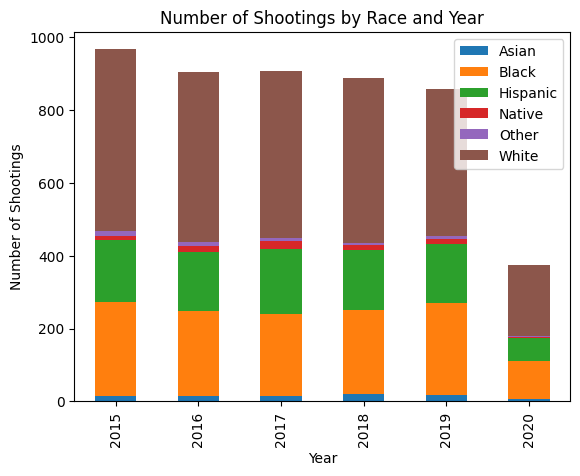 Number of Shootings by Race and Year
1000
800
600
400
200
0
Number of Shootings
Asian
Black
Hispanic
Native
Other
White
2015
2016
2017
2018
2019
2020
Year